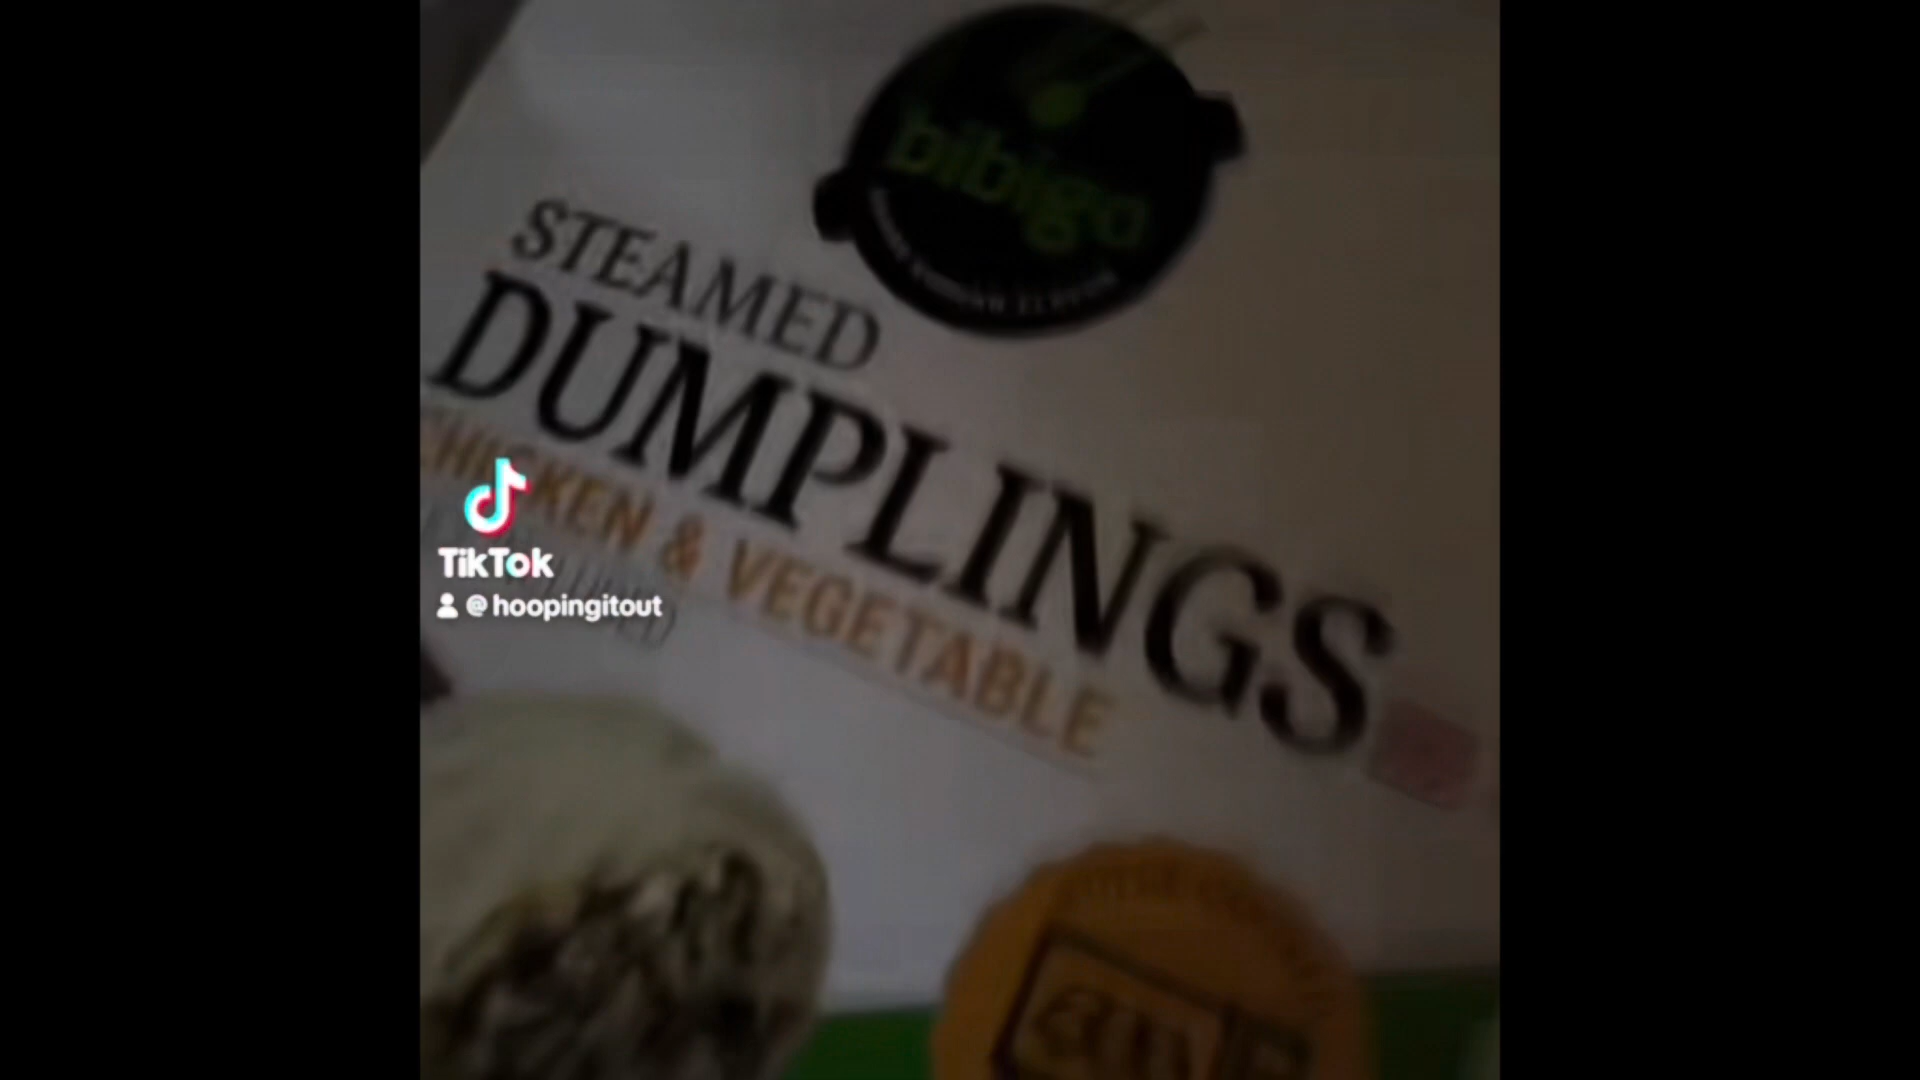 bibigo
STEAMED
DUMPLINGS
CHICKEN & VEGETABLE
TikTok
@hoopingitout